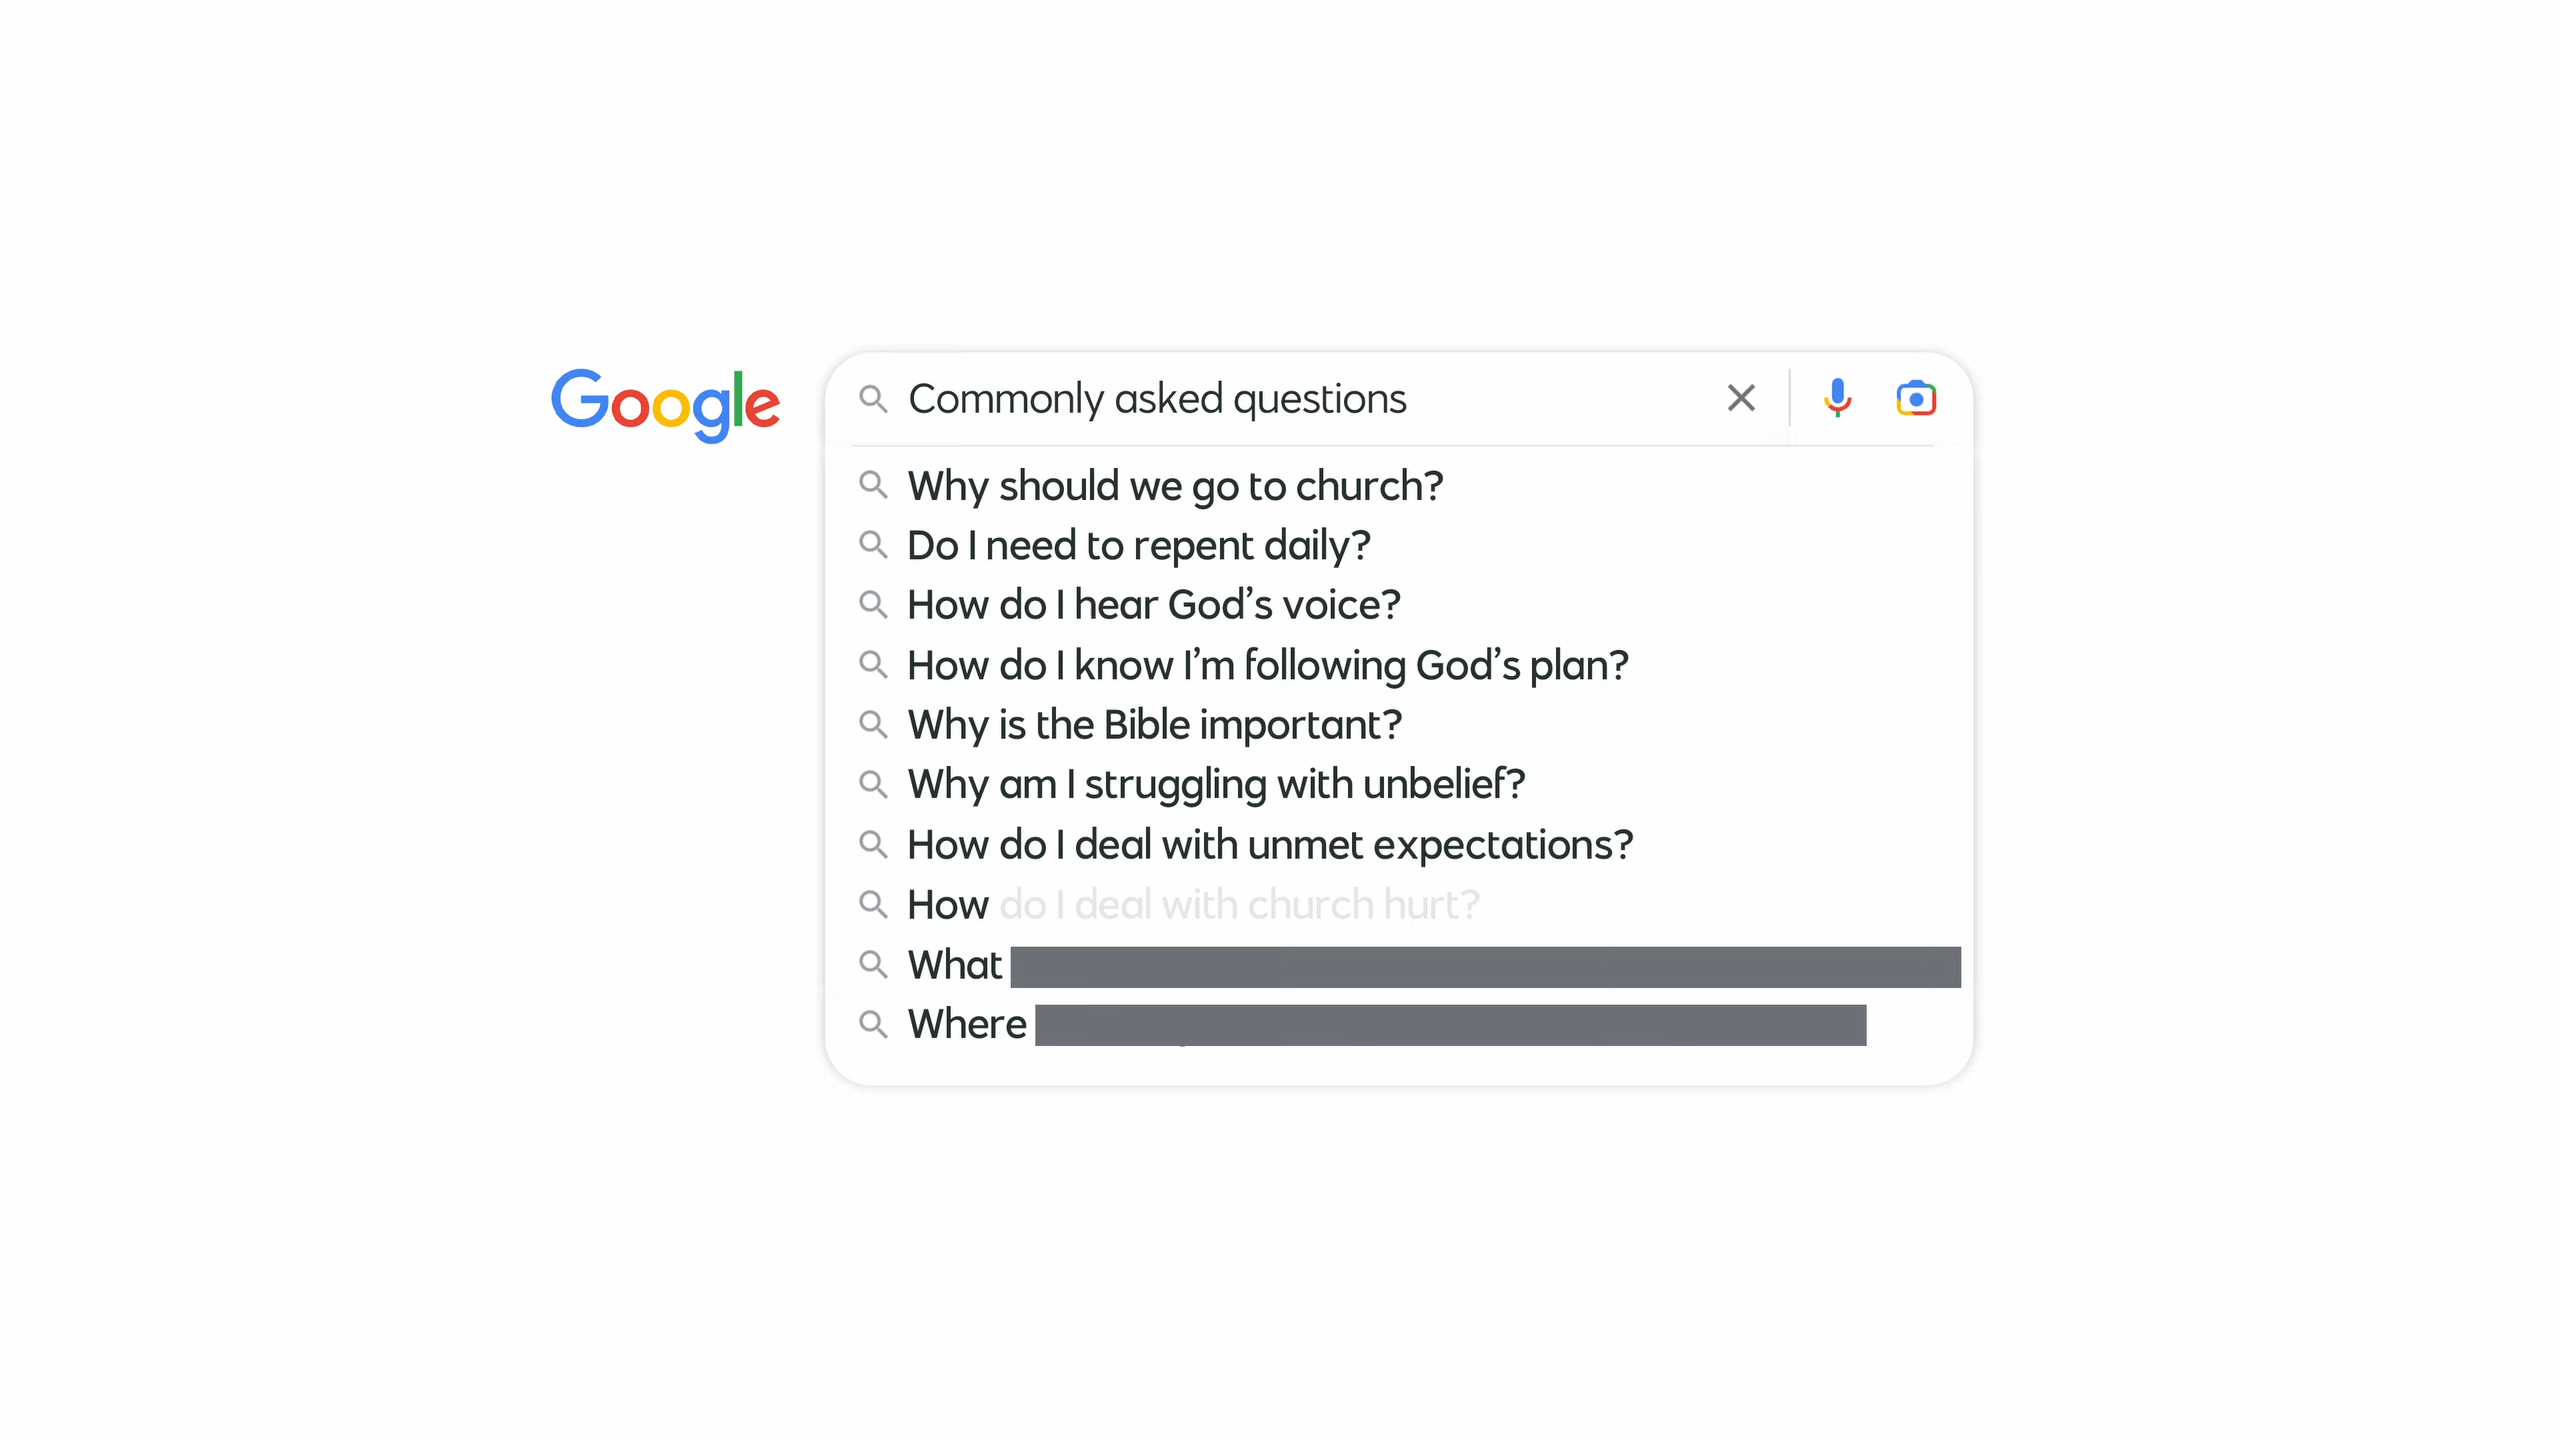 Google
Commonly asked questions
Why should we go to church?
Do I need to repent daily?
How do I hear God’s voice?
How do I know I’m following God’s plan?
Why is the Bible important?
Why am I struggling with unbelief?
How do I deal with unmet expectations?
How do I deal with church hurt?
What
Where